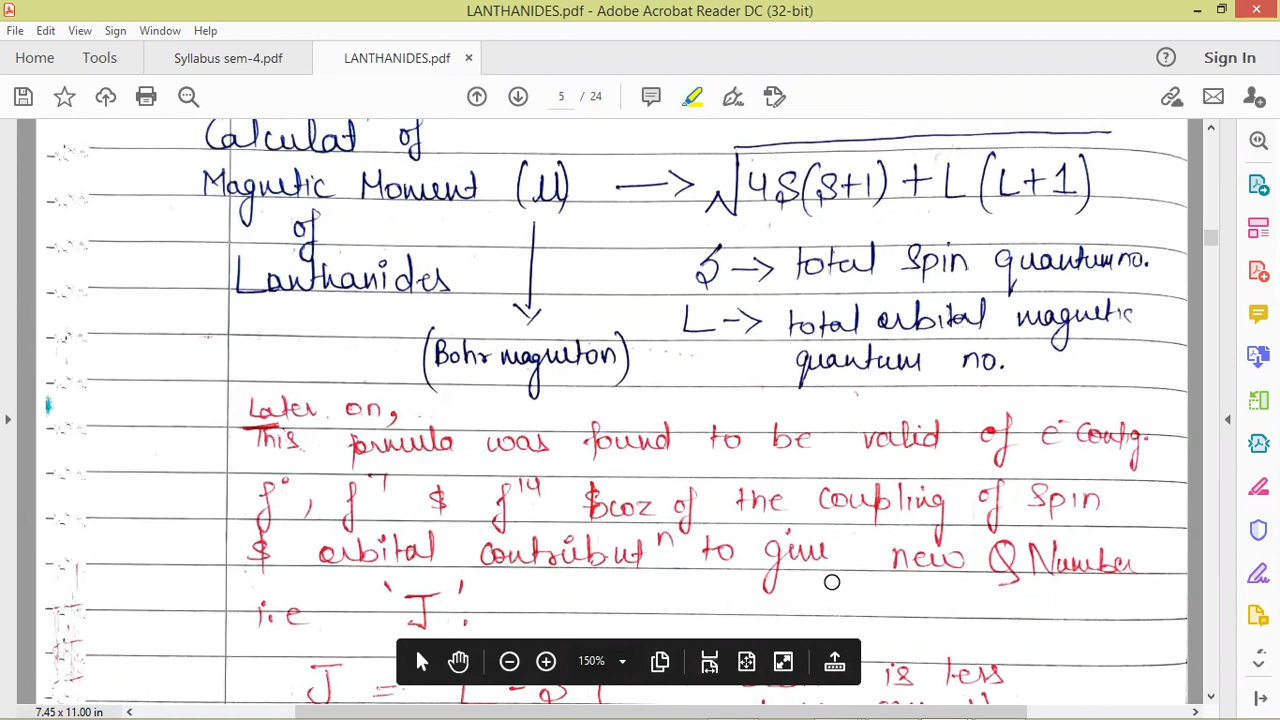 LANTHANIDES.pdf - Adobe Acrobat Reader DC (32-bit)
File Edit View Sign Window Help
Home Tools Syllabus sem-4.pdf LANTHANIDES.pdf × ? Sign In
5 / 24
Calculatⁿ of
Magnetic Moment (μ) → √4S(S+1) + L(L+1)
of
Lanthanides
S → total spin quantum no.
L → total orbital magnetic
quantum no.
(Bohr magneton)
Later on,
This formula was found to be valid of e⁻ config.
f⁰, f⁷ & f¹⁴ bcoz of the coupling of spin
& orbital contributⁿ to give new Q Number
i.e 'J'.
150%
J = L - S is less
7.45 x 11.00 in